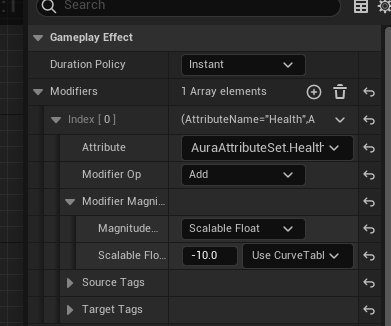 Search
Gameplay Effect
Duration Policy Instant
Modifiers 1 Array elements
Index [ 0 ] (AttributeName="Health",A
Attribute AuraAttributeSet.Health
Modifier Op Add
Modifier Magni...
Magnitude... Scalable Float
Scalable Flo... -10.0 Use CurveTabl
Source Tags
Target Tags